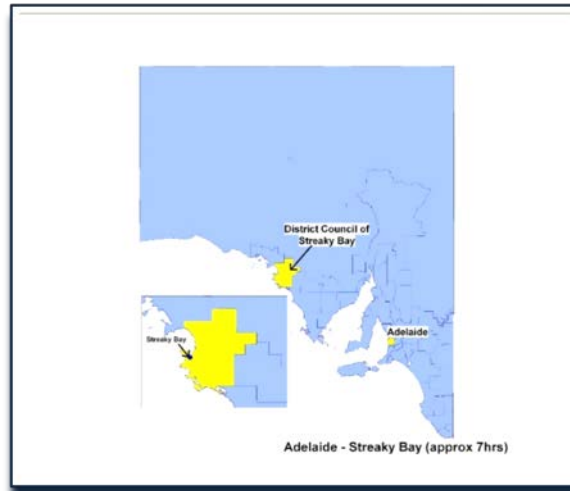 District Council of
Streaky Bay
Streaky Bay
Adelaide
Adelaide - Streaky Bay (approx 7hrs)